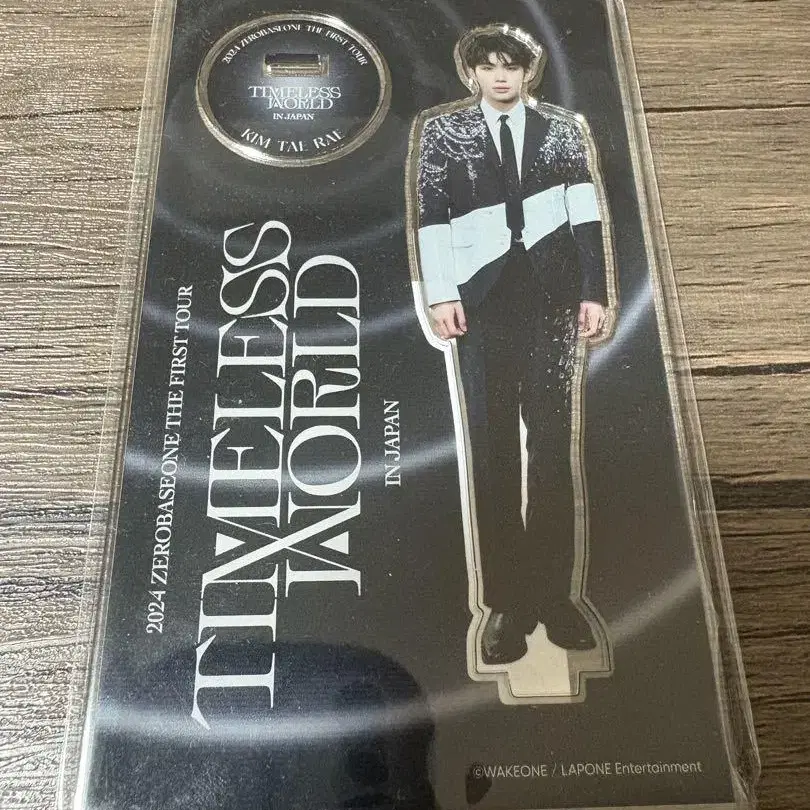 2024 ZEROBASEONE THE FIRST TOUR
TIMELESS
WORLD
IN JAPAN
KIM TAE RAE
2024 ZEROBASEONE THE FIRST TOUR
TIMELESS
WORLD
IN JAPAN
©WAKEONE / LAPONE Entertainment